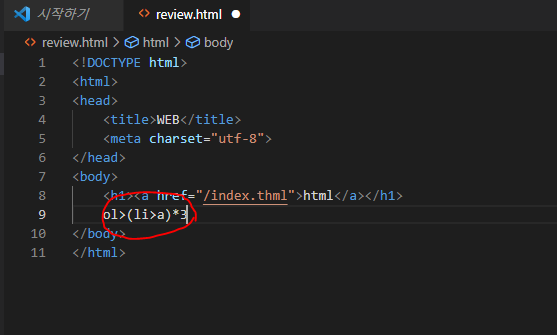 시작하기 review.html
review.html > html > body
1 <!DOCTYPE html>
2 <html>
3 <head>
4 <title>WEB</title>
5 <meta charset="utf-8">
6 </head>
7 <body>
8 <h1><a href="/index.thml">html</a></h1>
9 ol>(li>a)*3
10 </body>
11 </html>